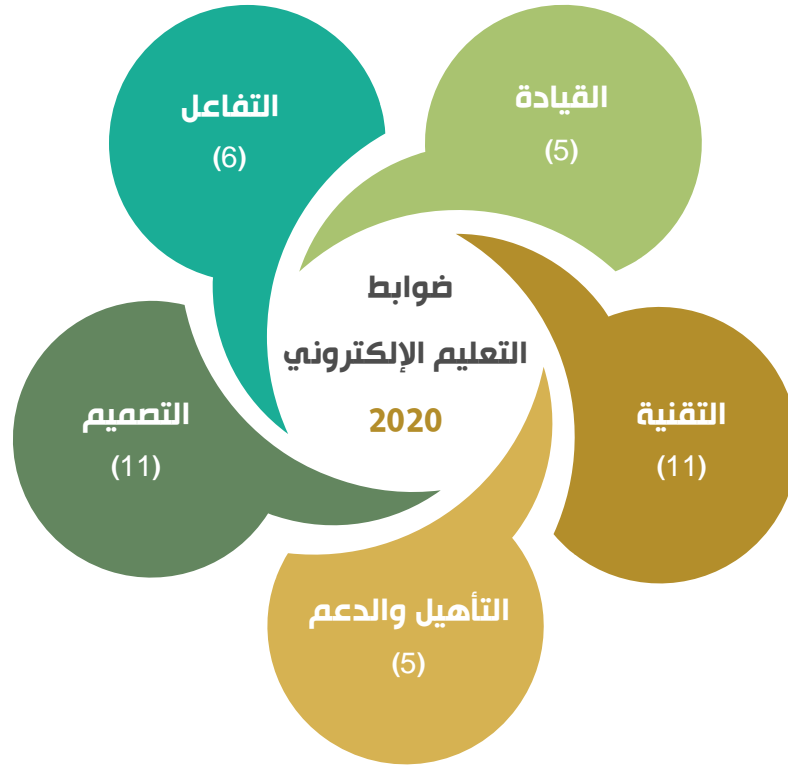 القيادة
(5)
التفاعل
(6)
ضوابط
التعليم الإلكتروني
2020
التقنية
(11)
التصميم
(11)
التأهيل والدعم
(5)